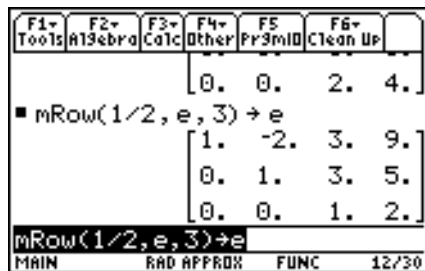 F1▾ F2▾ F3▾ F4▾ F5 F6▾
Tools Algebra Calc Other PrgmIO Clean Up
[0. 0. 2. 4.]
■ mRow(1/2, e, 3) → e
[1. -2. 3. 9.
0. 1. 3. 5.
0. 0. 1. 2.]
mRow(1/2,e,3)→e
MAIN RAD APPROX FUNC 12/30